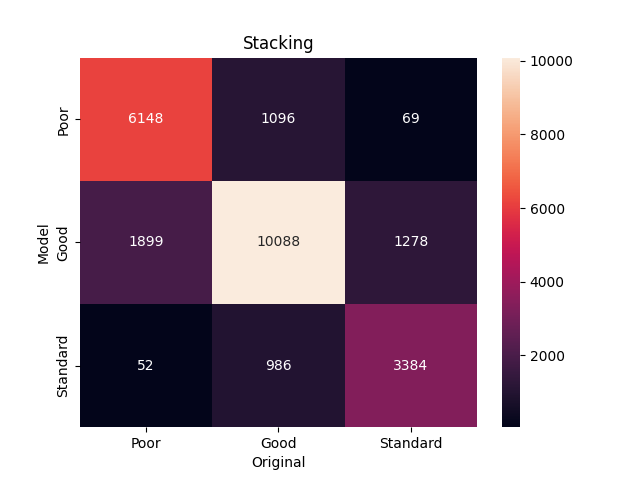 Stacking
Poor
6148 1096 69
Good
1899 10088 1278
Standard
52 986 3384
Model
Poor Good Standard
Original
10000
8000
6000
4000
2000